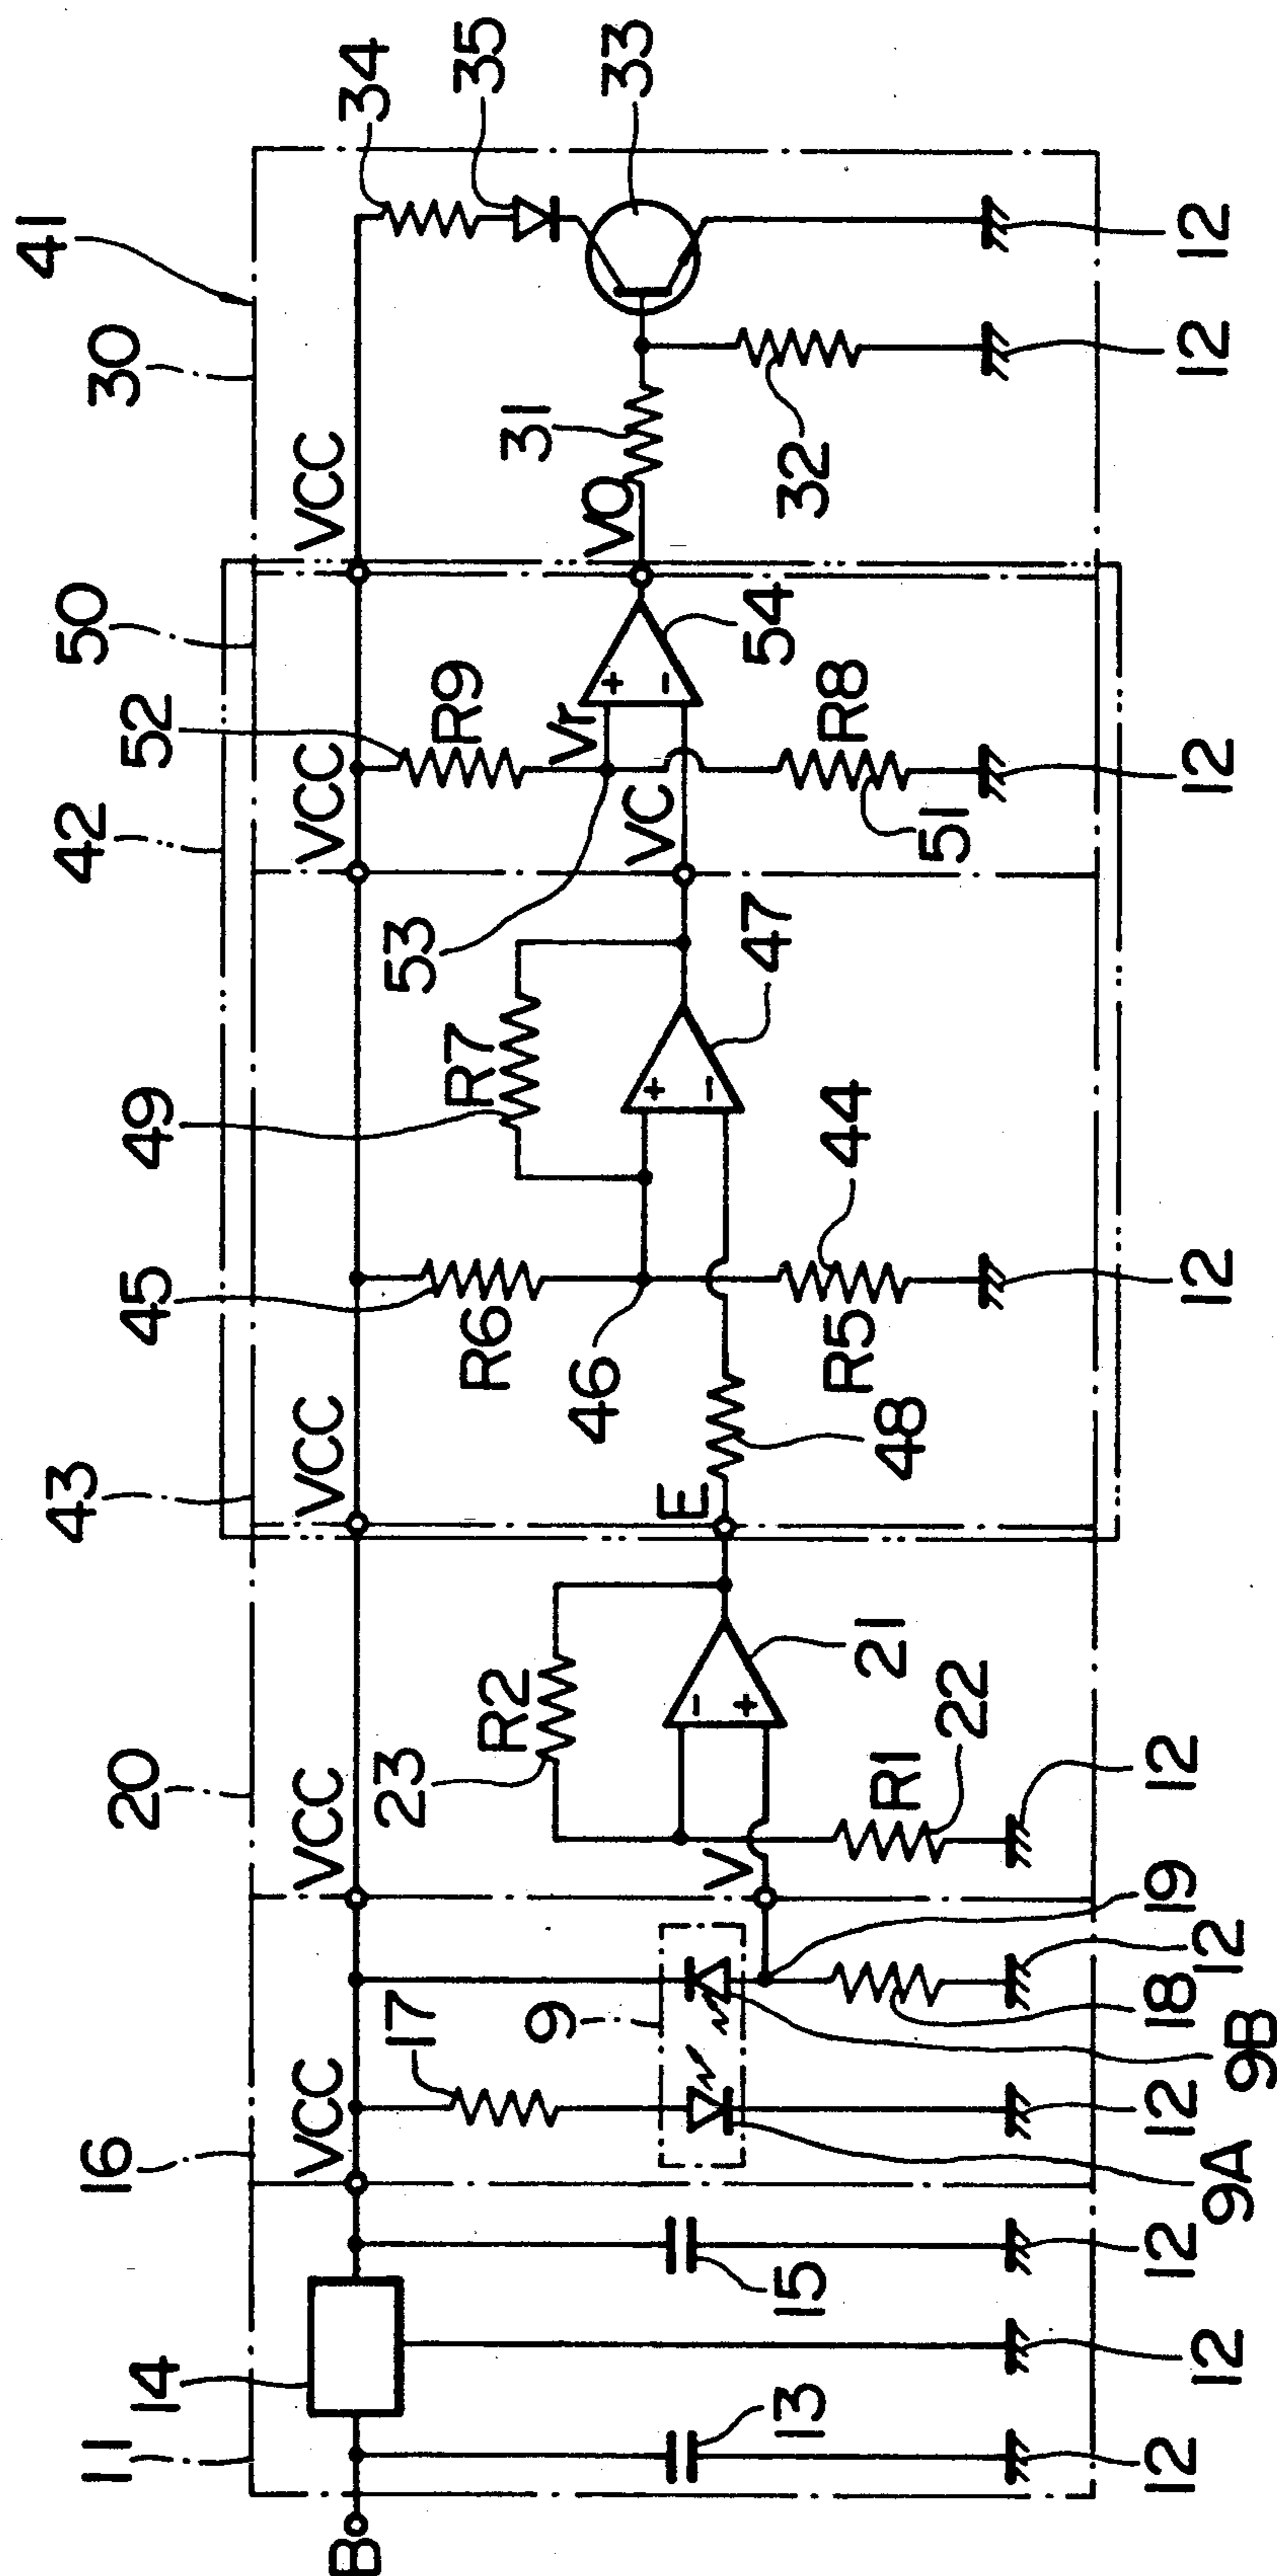 41
11 16 20 43 42 50 30
14 45 49 52
VCC VCC VCC VCC VCC 34
B
17 23 53
R2 R6 R7 R9 35
9 46 Vr 31
VO 33
E VC
- + + - + -
V 47 54
13 15 32
R1 21 R5 44 R8
22 48 51
12 12 12 12 18 12 19 12 12 12 12 12
9A 9B